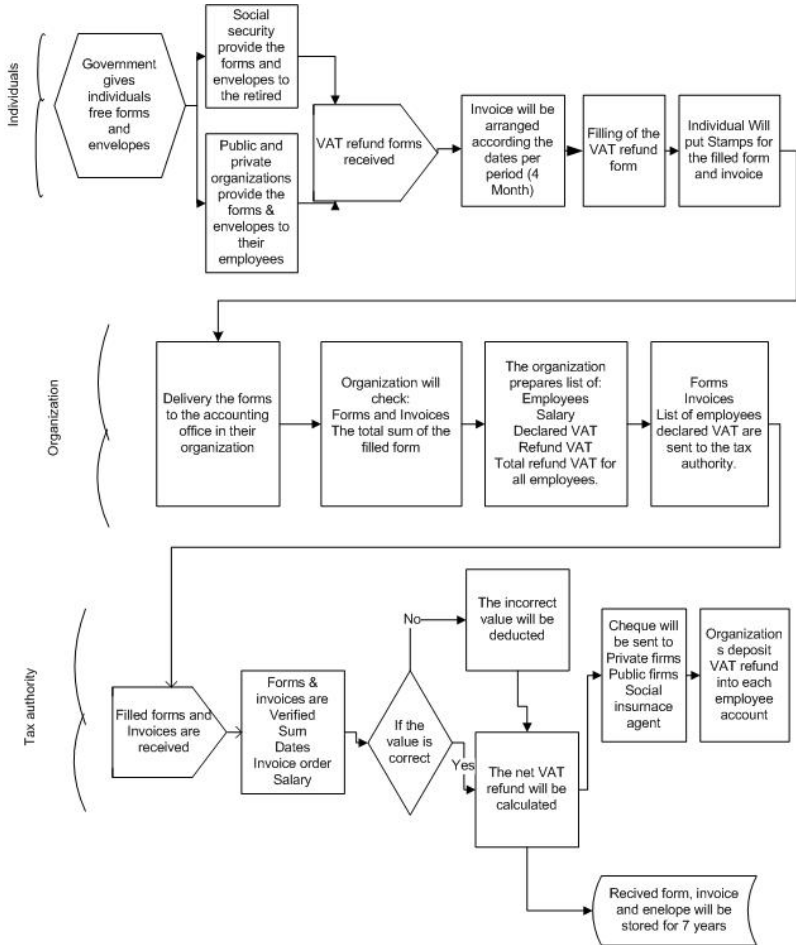 Individuals
Government
gives
individuals
free forms
and
envelopes
Social
security
provide the
forms and
envelopes to
the retired
Public and
private
organizations
provide the
forms &
envelopes to
their
employees
VAT refund forms
received
Invoice will be
arranged
according the
dates per
period (4
Month)
Filling of the
VAT refund
form
Individual Will
put Stamps for
the filled form
and invoice
Organization
Delivery the forms
to the accounting
office in their
organization
Organization will
check:
Forms and Invoices
The total sum of the
filled form
The organization
prepares list of:
Employees
Salary
Declared VAT
Refund VAT
Total refund VAT for
all employees.
Forms
Invoices
List of employees
declared VAT are
sent to the tax
authority.
Tax authority
Filled forms and
Invoices are
received
Forms &
invoices are
Verified
Sum
Dates
Invoice order
Salary
If the
value is
correct
No
The incorrect
value will be
deducted
Yes
The net VAT
refund will be
calculated
Cheque will
be sent to
Private firms
Public firms
Social
insurnace
agent
Organization
s deposit
VAT refund
into each
employee
account
Recived form, invoice
and enelope will be
stored for 7 years